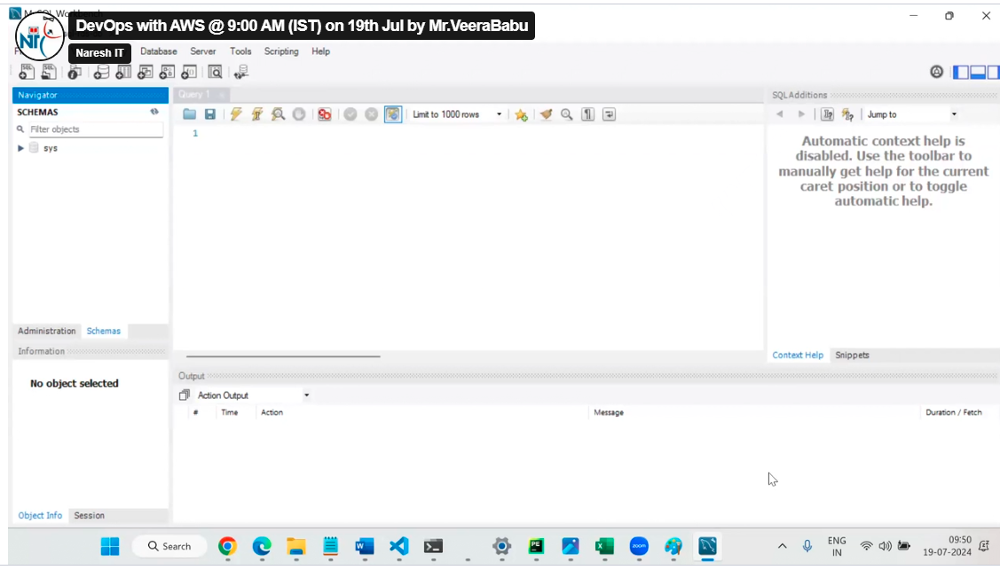 DevOps with AWS @ 9:00 AM (IST) on 19th Jul by Mr.VeeraBabu
Naresh IT
Database Server Tools Scripting Help
Navigator
Query 1
SQLAdditions
SCHEMAS
Limit to 1000 rows
Jump to
Filter objects
1
sys
Automatic context help is
disabled. Use the toolbar to
manually get help for the current
caret position or to toggle
automatic help.
Administration Schemas
Information
Context Help Snippets
No object selected
Output
Action Output
# Time Action Message Duration / Fetch
Object Info Session
Search
ENG
IN
09:50
19-07-2024